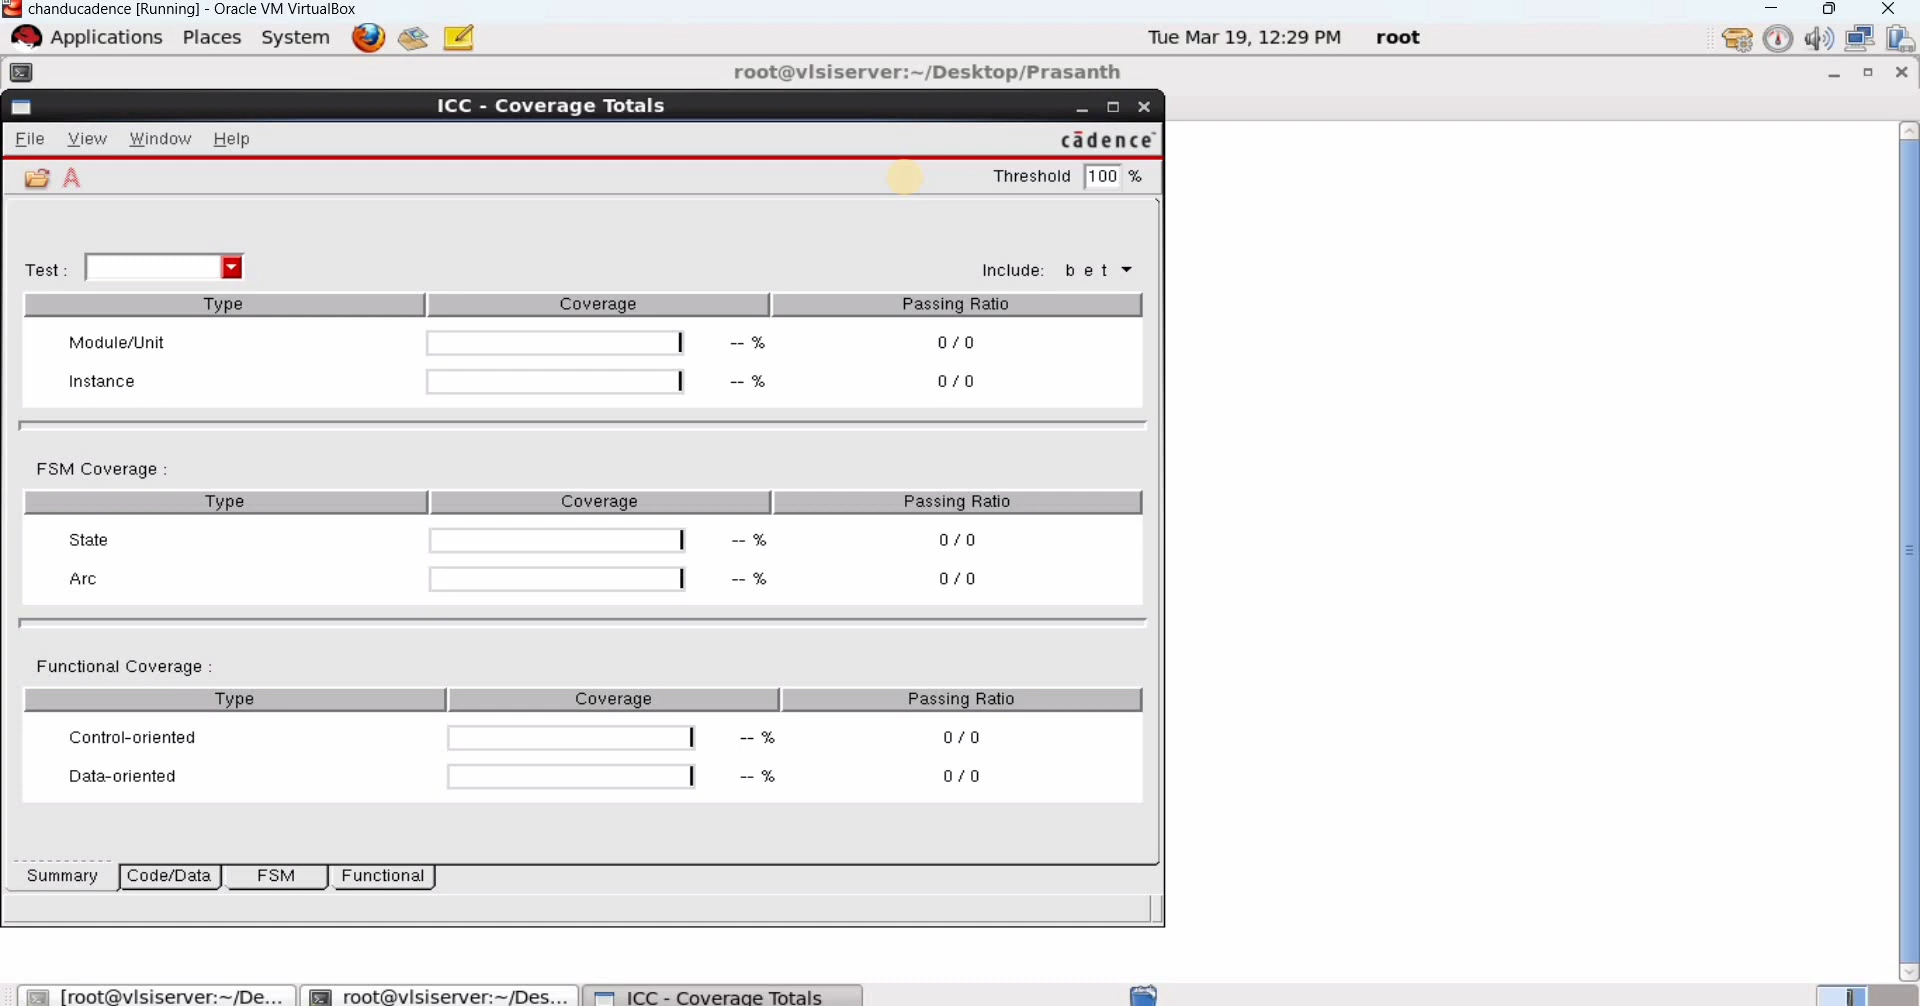 chanducadence [Running] - Oracle VM VirtualBox
Applications Places System Tue Mar 19, 12:29 PM root
root@vlsiserver:~/Desktop/Prasanth
ICC - Coverage Totals
File View Window Help cādence™
A Threshold 100 %
Test : Include: b e t
Type Coverage Passing Ratio
Module/Unit -- % 0 / 0
Instance -- % 0 / 0
FSM Coverage :
Type Coverage Passing Ratio
State -- % 0 / 0
Arc -- % 0 / 0
Functional Coverage :
Type Coverage Passing Ratio
Control-oriented -- % 0 / 0
Data-oriented -- % 0 / 0
Summary Code/Data FSM Functional
[root@vlsiserver:~/De... root@vlsiserver:~/Des... ICC - Coverage Totals